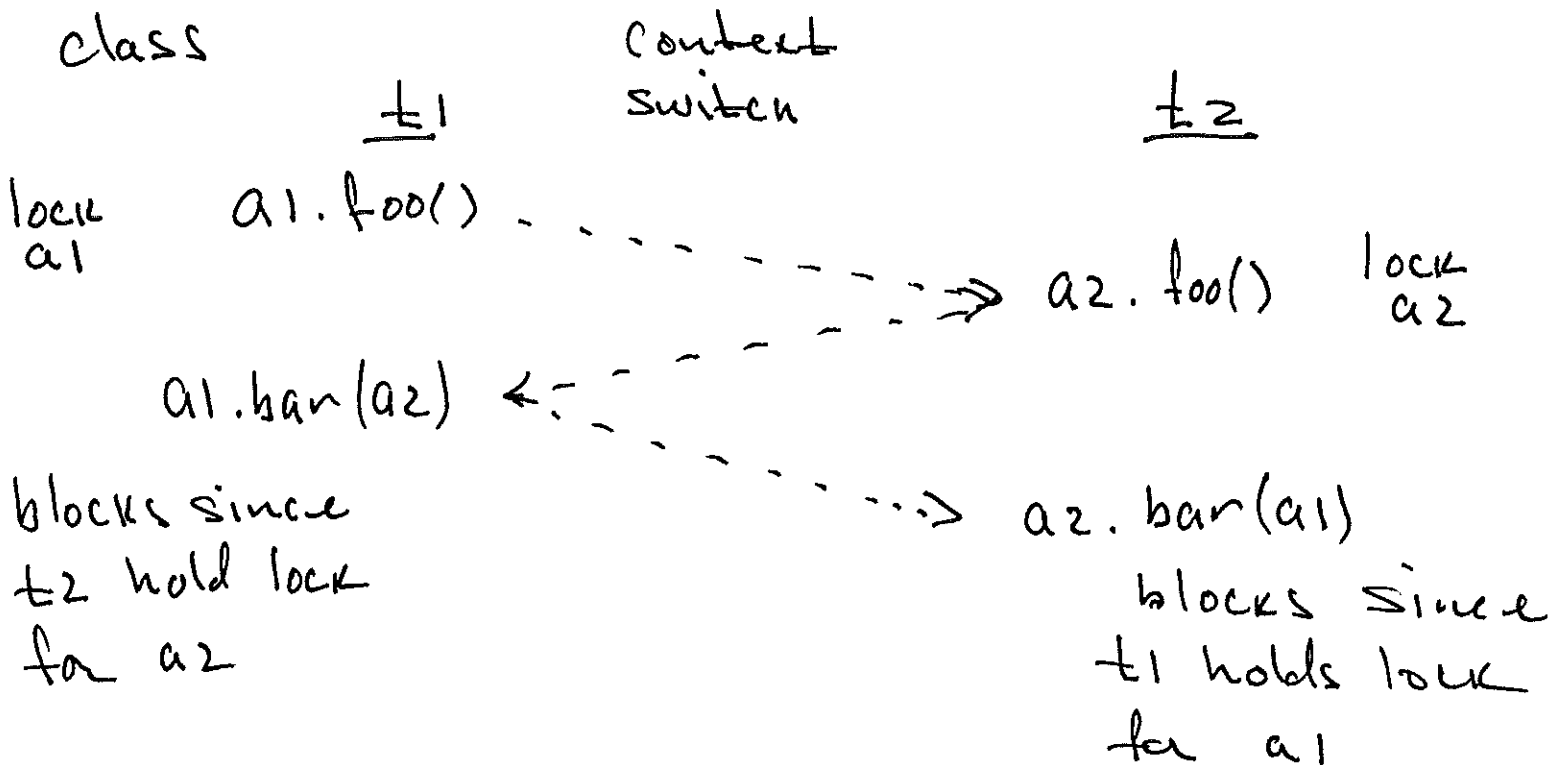 class
context
switch
t1
t2
lock
a1
a1.foo()
a2.foo()
lock
a2
a1.bar(a2)
blocks since
t2 hold lock
for a2
a2.bar(a1)
blocks since
t1 holds lock
for a1